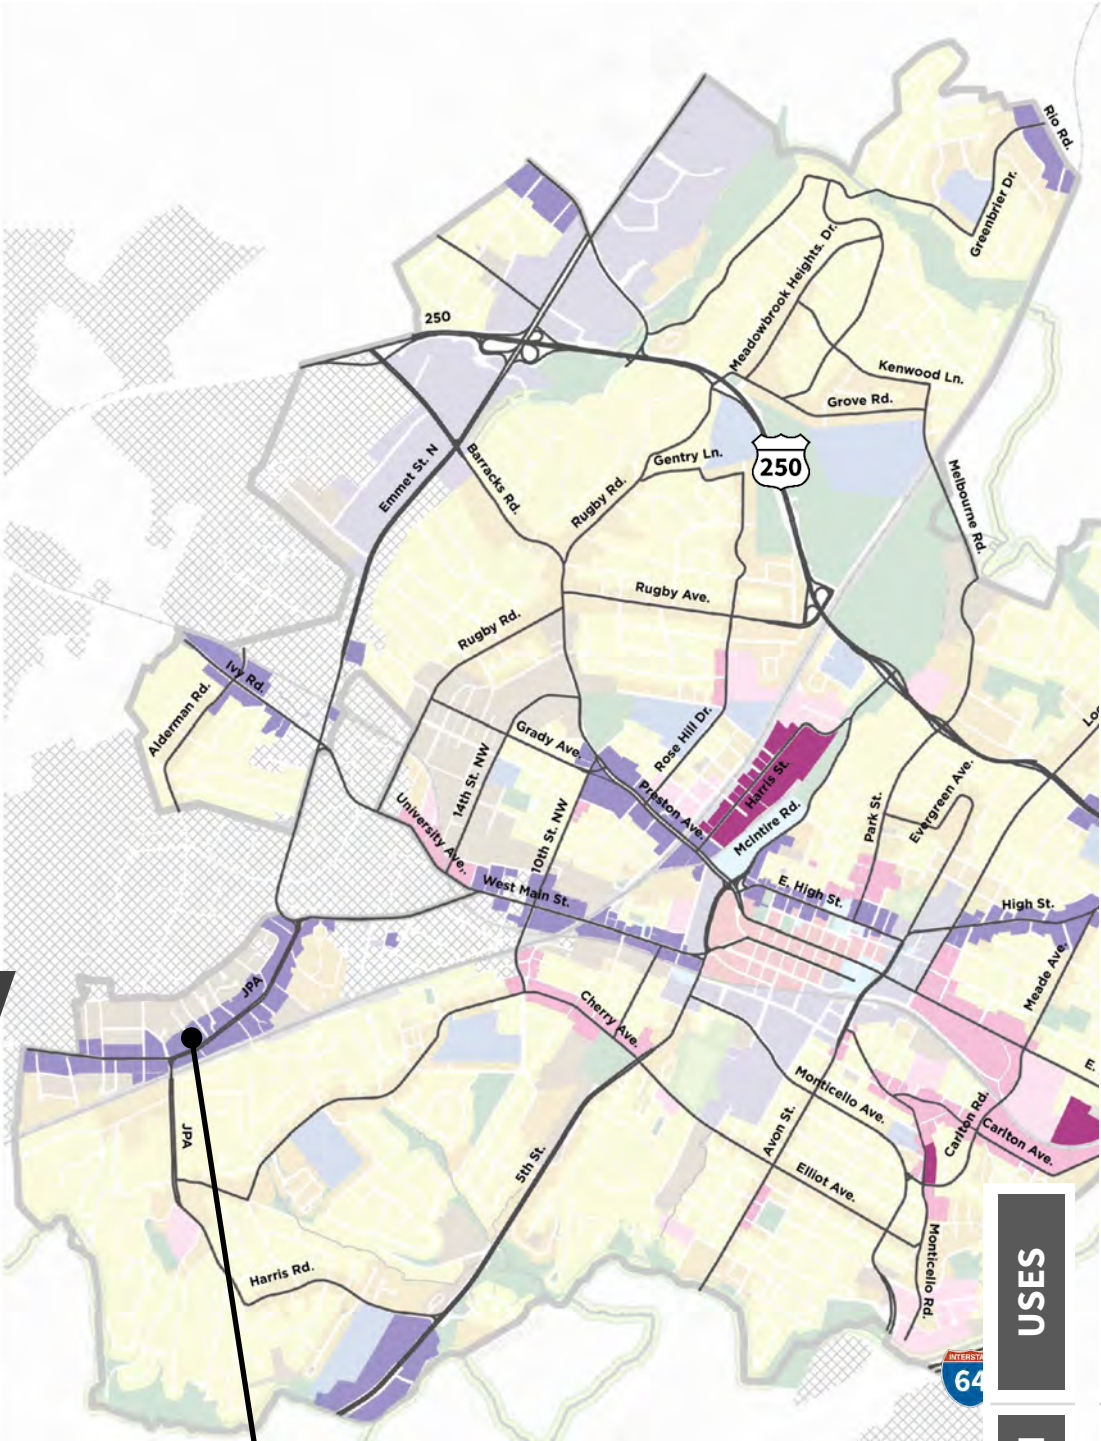 Rio Rd.
Greenbrier Dr.
Meadowbrook Heights. Dr.
250
Kenwood Ln.
Grove Rd.
Emmet St. N
Barracks Rd.
Gentry Ln.
250
Rugby Rd.
Melbourne Rd.
Rugby Ave.
Rugby Rd.
Ivy Rd.
Alderman Rd.
Grady Ave.
Rose Hill Dr.
14th St. NW
Harris St.
Preston Ave.
University Ave.
10th St. NW
McIntire Rd.
Park St.
Evergreen Ave.
West Main St.
E. High St.
High St.
JPA
Meade Ave.
Cherry Ave.
E.
Monticello Ave.
JPA
Avon St.
Carlton Rd.
Carlton Ave.
5th St.
Elliot Ave.
Harris Rd.
Monticello Rd.
USES
64